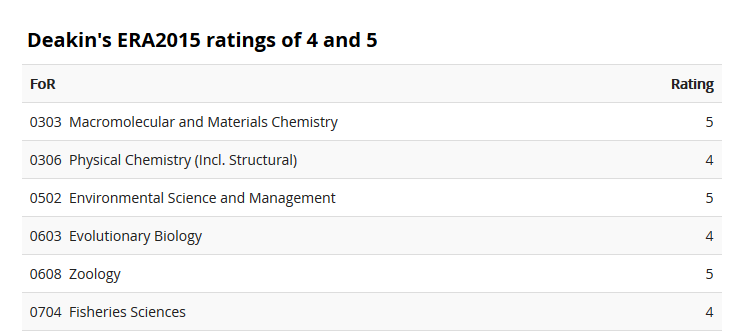 Deakin's ERA2015 ratings of 4 and 5
FoR Rating
0303 Macromolecular and Materials Chemistry 5
0306 Physical Chemistry (Incl. Structural) 4
0502 Environmental Science and Management 5
0603 Evolutionary Biology 4
0608 Zoology 5
0704 Fisheries Sciences 4